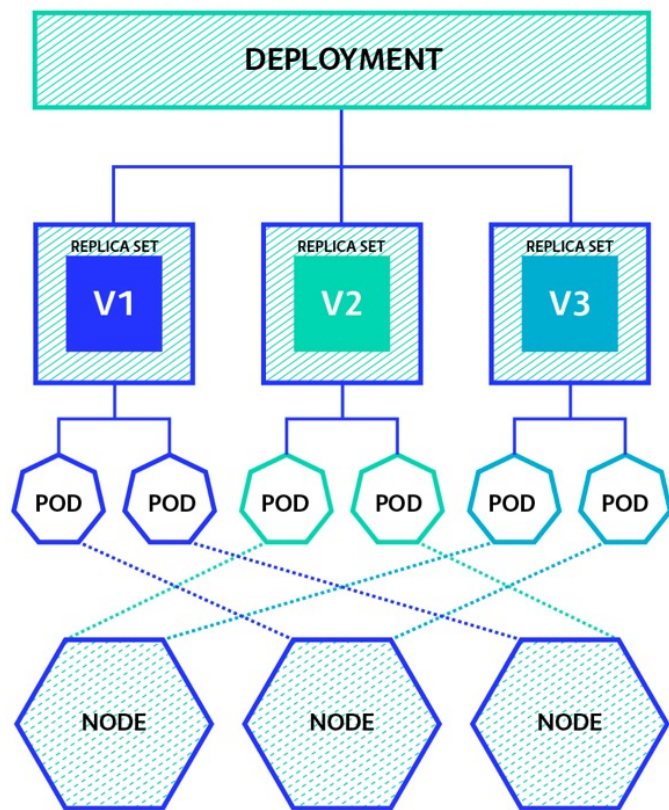 DEPLOYMENT
REPLICA SET
V1
REPLICA SET
V2
REPLICA SET
V3
POD
POD
POD
POD
POD
POD
NODE
NODE
NODE